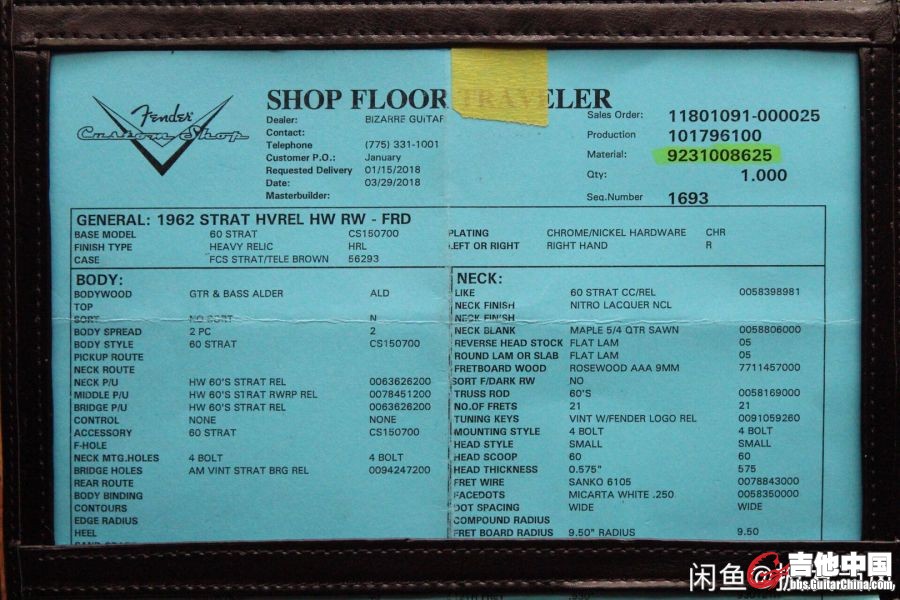 SHOP FLOOR TRAVELER
Fender
Custom Shop
Dealer: BIZARRE GUITAR
Contact:
Telephone (775) 331-1001
Customer P.O.: January
Requested Delivery 01/15/2018
Date: 03/29/2018
Masterbuilder:
Sales Order: 11801091-000025
Production 101796100
Material: 9231008625
Qty: 1.000
Seq.Number 1693
GENERAL: 1962 STRAT HVREL HW RW - FRD
BASE MODEL 60 STRAT CS150700
FINISH TYPE HEAVY RELIC HRL
CASE FCS STRAT/TELE BROWN 56293
PLATING CHROME/NICKEL HARDWARE CHR
LEFT OR RIGHT RIGHT HAND R
BODY:
BODYWOOD GTR & BASS ALDER ALD
TOP
SORT NO SORT N
BODY SPREAD 2 PC 2
BODY STYLE 60 STRAT CS150700
PICKUP ROUTE
NECK ROUTE
NECK P/U HW 60'S STRAT REL 0063626200
MIDDLE P/U HW 60'S STRAT RWRP REL 0078451200
BRIDGE P/U HW 60'S STRAT REL 0063626200
CONTROL NONE NONE
ACCESSORY 60 STRAT CS150700
F-HOLE
NECK MTG.HOLES 4 BOLT 4 BOLT
BRIDGE HOLES AM VINT STRAT BRG REL 0094247200
REAR ROUTE
BODY BINDING
CONTOURS
EDGE RADIUS
HEEL
NECK:
LIKE 60 STRAT CC/REL 0058398981
NECK FINISH NITRO LACQUER NCL
NECK FINISH
NECK BLANK MAPLE 5/4 QTR SAWN 0058806000
REVERSE HEAD STOCK FLAT LAM 05
ROUND LAM OR SLAB FLAT LAM 05
FRETBOARD WOOD ROSEWOOD AAA 9MM 7711457000
SORT F/DARK RW NO
TRUSS ROD 60'S 0058169000
NO.OF FRETS 21 21
TUNING KEYS VINT W/FENDER LOGO REL 0091059260
MOUNTING STYLE 4 BOLT 4 BOLT
HEAD STYLE SMALL SMALL
HEAD SCOOP 60 60
HEAD THICKNESS 0.575" 575
FRET WIRE SANKO 6105 0078843000
FACEDOTS MICARTA WHITE .250 0058350000
DOT SPACING WIDE WIDE
COMPOUND RADIUS
FRET BOARD RADIUS 9.50" RADIUS 9.50
闲鱼@
吉他中国
bbs.GuitarChina.com